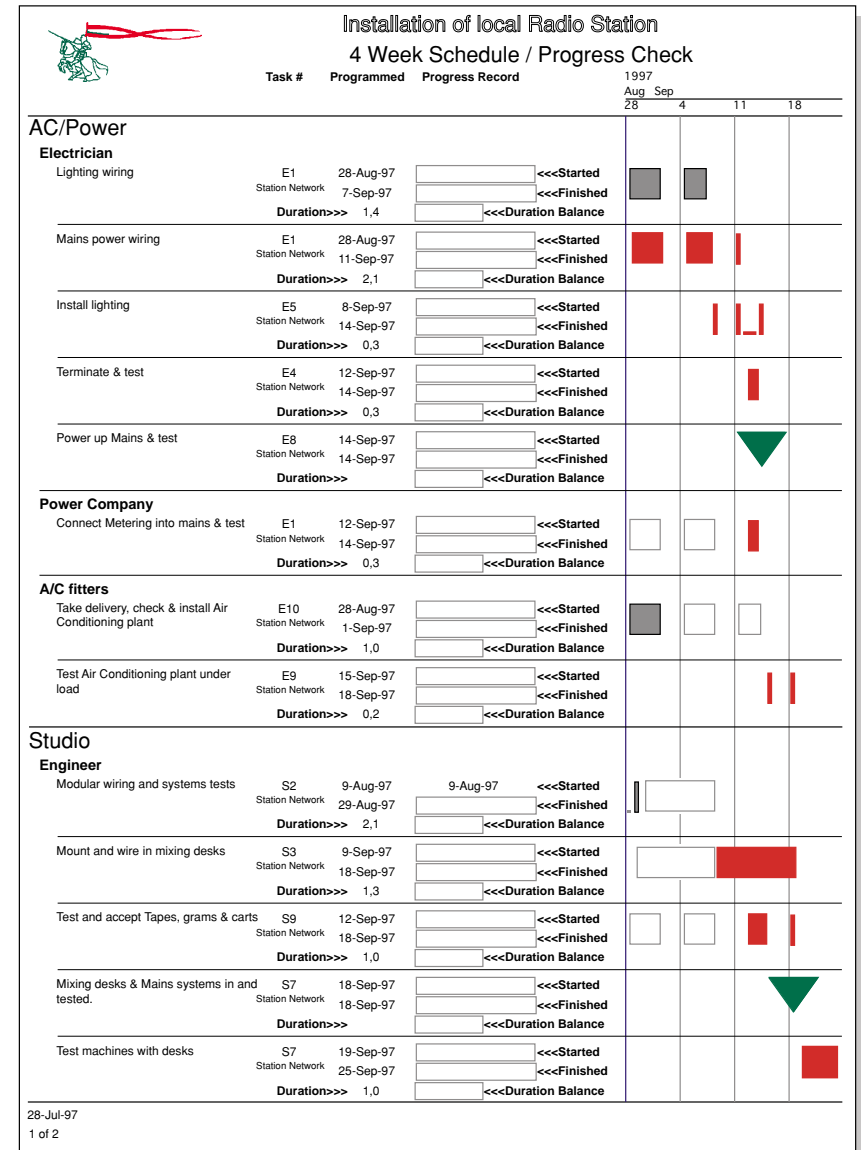 Installation of local Radio Station
4 Week Schedule / Progress Check
Task # Programmed Progress Record 1997
Aug Sep
28 4 11 18
AC/Power
Electrician
Lighting wiring E1 28-Aug-97 <<<Started
Station Network 7-Sep-97 <<<Finished
Duration>>> 1,4 <<<Duration Balance
Mains power wiring E1 28-Aug-97 <<<Started
Station Network 11-Sep-97 <<<Finished
Duration>>> 2,1 <<<Duration Balance
Install lighting E5 8-Sep-97 <<<Started
Station Network 14-Sep-97 <<<Finished
Duration>>> 0,3 <<<Duration Balance
Terminate & test E4 12-Sep-97 <<<Started
Station Network 14-Sep-97 <<<Finished
Duration>>> 0,3 <<<Duration Balance
Power up Mains & test E8 14-Sep-97 <<<Started
Station Network 14-Sep-97 <<<Finished
Duration>>> <<<Duration Balance
Power Company
Connect Metering into mains & test E1 12-Sep-97 <<<Started
Station Network 14-Sep-97 <<<Finished
Duration>>> 0,3 <<<Duration Balance
A/C fitters
Take delivery, check & install Air E10 28-Aug-97 <<<Started
Conditioning plant Station Network 1-Sep-97 <<<Finished
Duration>>> 1,0 <<<Duration Balance
Test Air Conditioning plant under E9 15-Sep-97 <<<Started
load Station Network 18-Sep-97 <<<Finished
Duration>>> 0,2 <<<Duration Balance
Studio
Engineer
Modular wiring and systems tests S2 9-Aug-97 9-Aug-97 <<<Started
Station Network 29-Aug-97 <<<Finished
Duration>>> 2,1 <<<Duration Balance
Mount and wire in mixing desks S3 9-Sep-97 <<<Started
Station Network 18-Sep-97 <<<Finished
Duration>>> 1,3 <<<Duration Balance
Test and accept Tapes, grams & carts S9 12-Sep-97 <<<Started
Station Network 18-Sep-97 <<<Finished
Duration>>> 1,0 <<<Duration Balance
Mixing desks & Mains systems in and S7 18-Sep-97 <<<Started
tested. Station Network 18-Sep-97 <<<Finished
Duration>>> <<<Duration Balance
Test machines with desks S7 19-Sep-97 <<<Started
Station Network 25-Sep-97 <<<Finished
Duration>>> 1,0 <<<Duration Balance
28-Jul-97
1 of 2